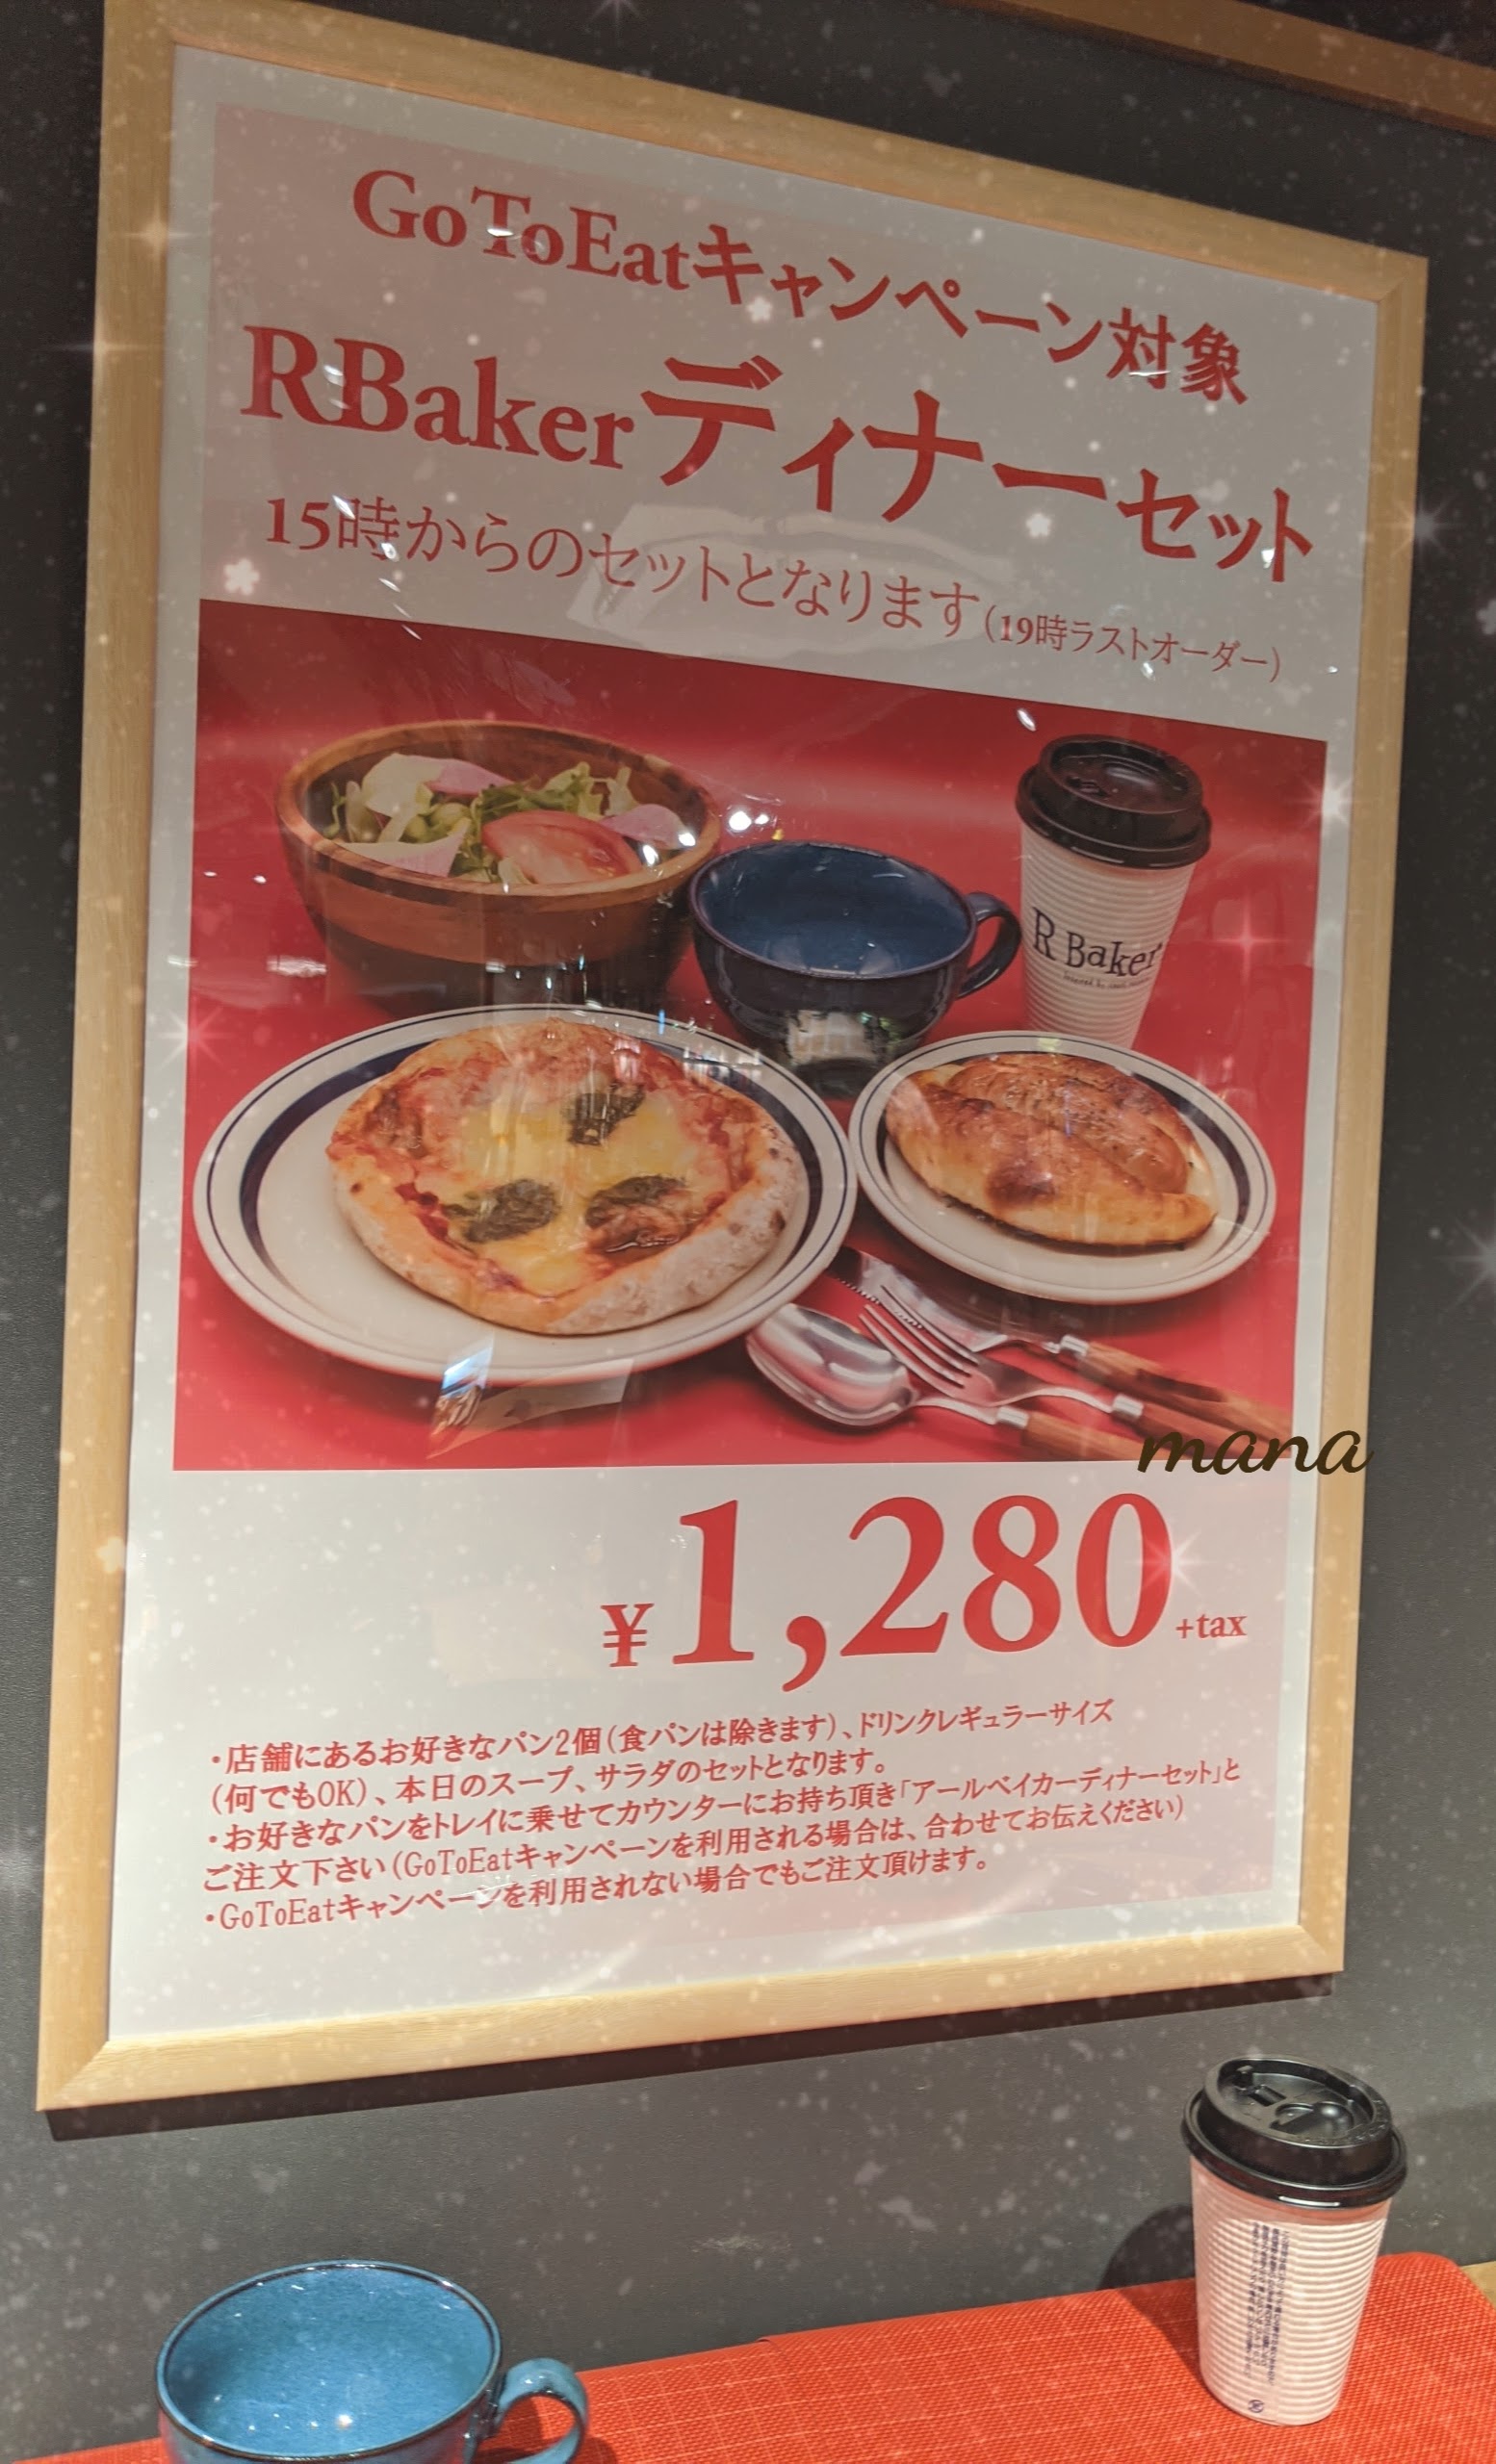 GoToEatキャンペーン対象
RBakerディナーセット
15時からのセットとなります(19時ラストオーダー)
R Baker
mana
¥1,280+tax
・店舗にあるお好きなパン2個(食パンは除きます)、ドリンクレギュラーサイズ
(何でもOK)、本日のスープ、サラダのセットとなります。
・お好きなパンをトレイに乗せてカウンターにお持ち頂き「アールベイカーディナーセット」と
ご注文下さい(GoToEatキャンペーンを利用される場合は、合わせてお伝えください)
・GoToEatキャンペーンを利用されない場合でもご注文頂けます。